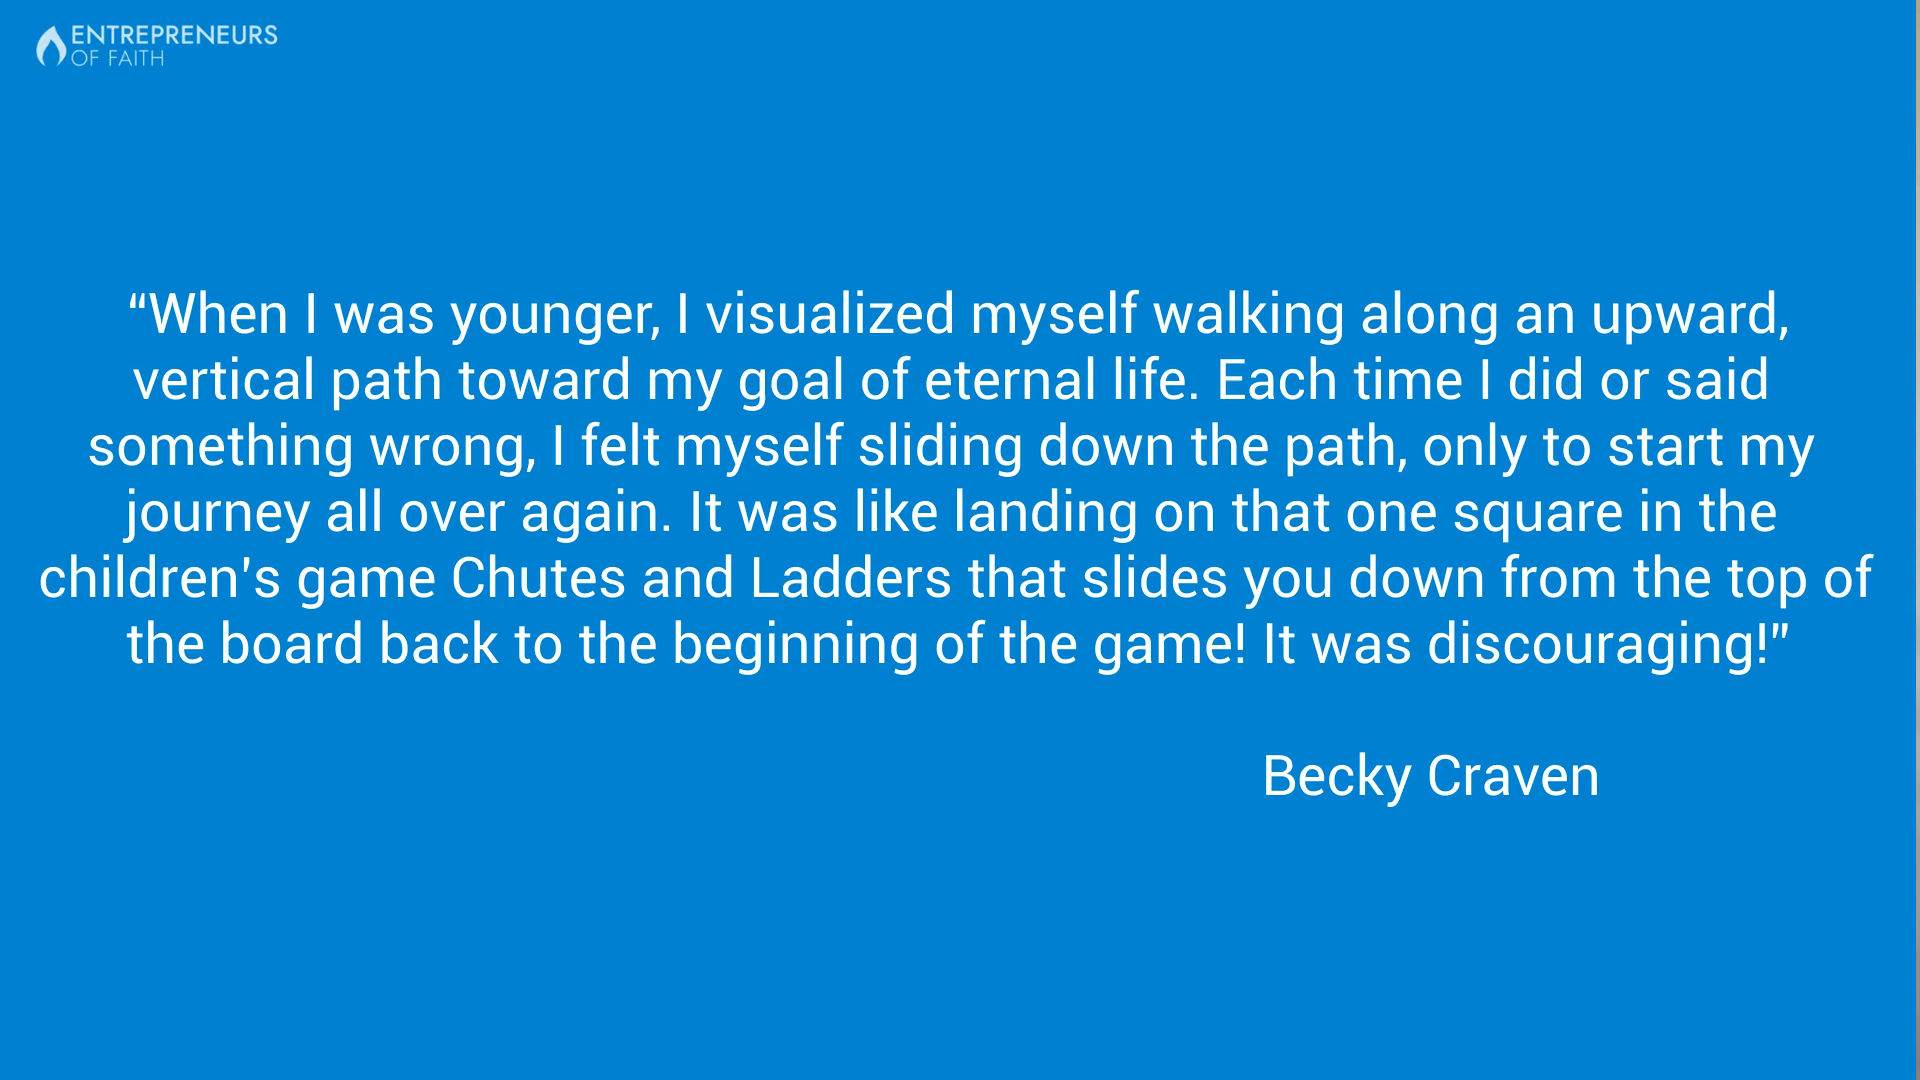 ENTREPRENEURS
OF FAITH
“When I was younger, I visualized myself walking along an upward,
vertical path toward my goal of eternal life. Each time I did or said
something wrong, I felt myself sliding down the path, only to start my
journey all over again. It was like landing on that one square in the
children's game Chutes and Ladders that slides you down from the top of
the board back to the beginning of the game! It was discouraging!”
Becky Craven